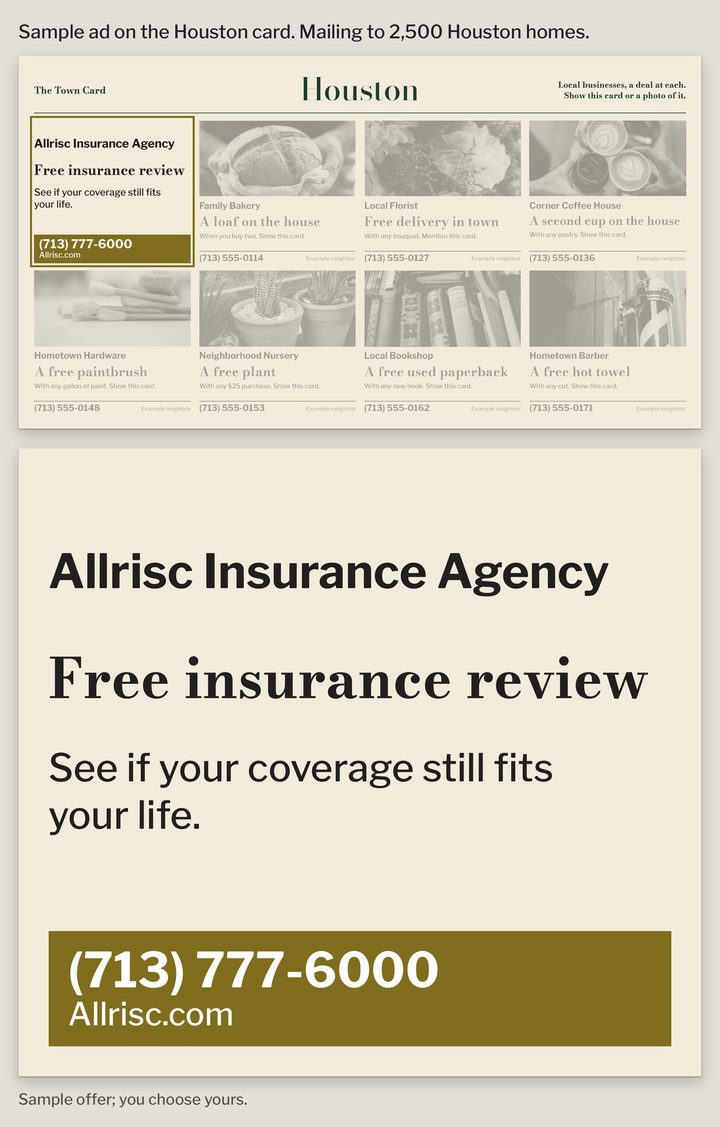 Sample ad on the Houston card. Mailing to 2,500 Houston homes.
The Town Card
Houston
Local businesses, a deal at each.
Show this card or a photo of it.
Allrisc Insurance Agency
Free insurance review
See if your coverage still fits
your life.
(713) 777-6000
Allrisc.com
Family Bakery
A loaf on the house
When you buy two. Show this card.
(713) 555-0114
Example neighbor
Local Florist
Free delivery in town
With any bouquet. Mention this card.
(713) 555-0127
Example neighbor
Corner Coffee House
A second cup on the house
With any pastry. Show this card.
(713) 555-0136
Example neighbor
Hometown Hardware
A free paintbrush
With any gallon of paint. Show this card.
(713) 555-0148
Example neighbor
Neighborhood Nursery
A free plant
With any $25 purchase. Show this card.
(713) 555-0153
Example neighbor
Local Bookshop
A free used paperback
With any new book. Show this card.
(713) 555-0162
Example neighbor
Hometown Barber
A free hot towel
With any cut. Show this card.
(713) 555-0171
Example neighbor
Allrisc Insurance Agency
Free insurance review
See if your coverage still fits
your life.
(713) 777-6000
Allrisc.com
Sample offer; you choose yours.